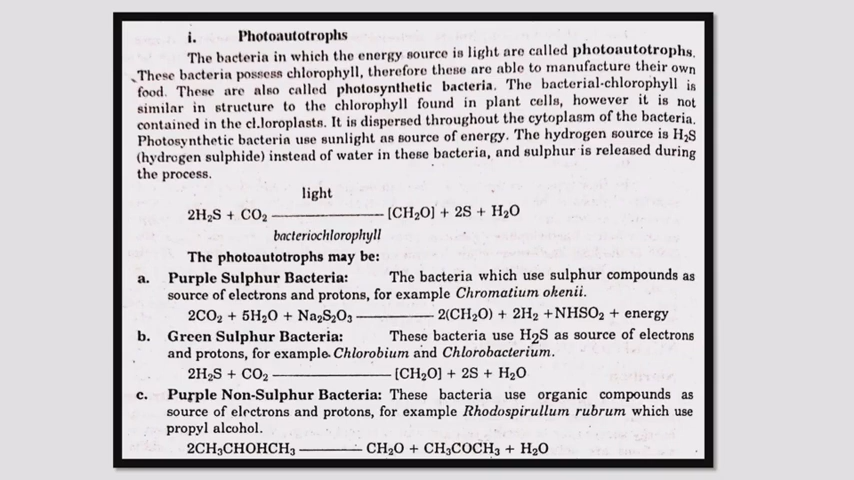 i. Photoautotrophs
The bacteria in which the energy source is light are called photoautotrophs.
These bacteria possess chlorophyll, therefore these are able to manufacture their own
food. These are also called photosynthetic bacteria. The bacterial-chlorophyll is
similar in structure to the chlorophyll found in plant cells, however it is not
contained in the cl.loroplasts. It is dispersed throughout the cytoplasm of the bacteria.
Photosynthetic bacteria use sunlight as source of energy. The hydrogen source is H₂S
(hydrogen sulphide) instead of water in these bacteria, and sulphur is released during
the process.
light
2H₂S + CO₂ ———— [CH₂O] + 2S + H₂O
bacteriochlorophyll
The photoautotrophs may be:
a. Purple Sulphur Bacteria: The bacteria which use sulphur compounds as
source of electrons and protons, for example Chromatium okenii.
2CO₂ + 5H₂O + Na₂S₂O₃ ———— 2(CH₂O) + 2H₂ +NHSO₂ + energy
b. Green Sulphur Bacteria: These bacteria use H₂S as source of electrons
and protons, for example Chlorobium and Chlorobacterium.
2H₂S + CO₂ ———— [CH₂O] + 2S + H₂O
c. Purple Non-Sulphur Bacteria: These bacteria use organic compounds as
source of electrons and protons, for example Rhodospirullum rubrum which use
propyl alcohol.
2CH₃CHOHCH₃ ———— CH₂O + CH₃COCH₃ + H₂O